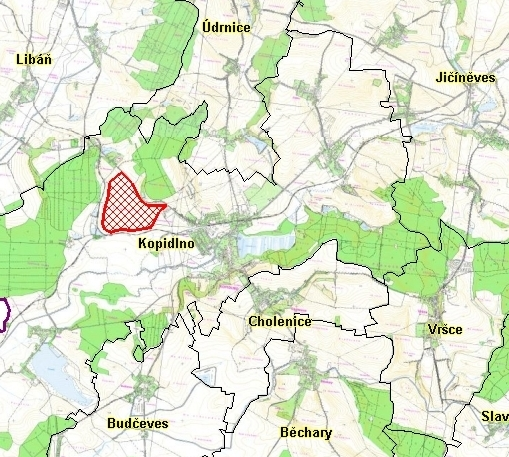 Údrnice
Libáň
Jičíněves
Kopidlno
Cholenice
Vršce
Budčeves
Běchary
Slav